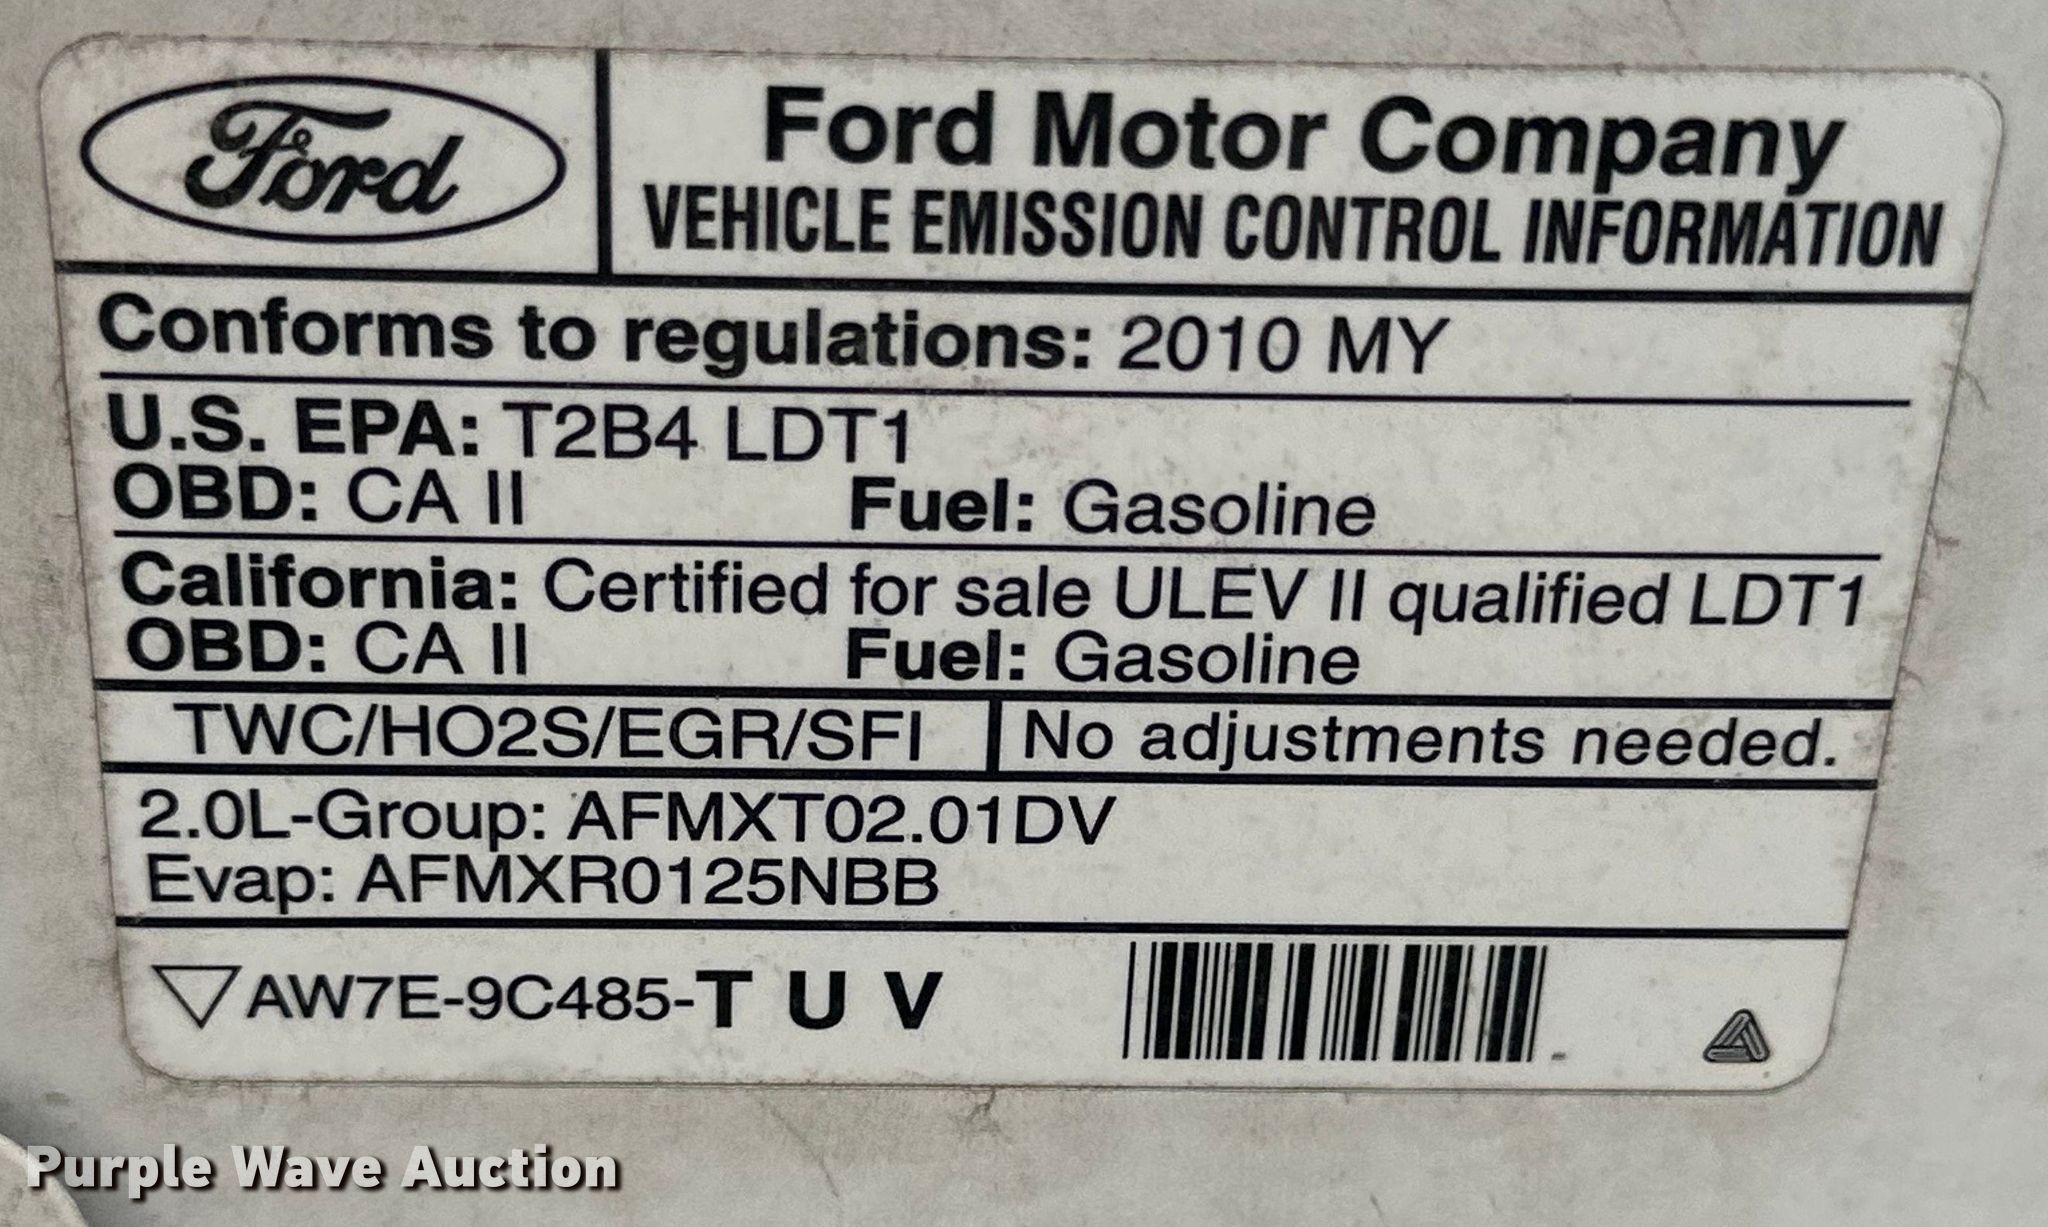 Ford
Ford Motor Company
VEHICLE EMISSION CONTROL INFORMATION
Conforms to regulations: 2010 MY
U.S. EPA: T2B4 LDT1
OBD: CA II Fuel: Gasoline
California: Certified for sale ULEV II qualified LDT1
OBD: CA II Fuel: Gasoline
TWC/HO2S/EGR/SFI No adjustments needed.
2.0L-Group: AFMXT02.01DV
Evap: AFMXR0125NBB
AW7E-9C485-T U V
Purple Wave Auction